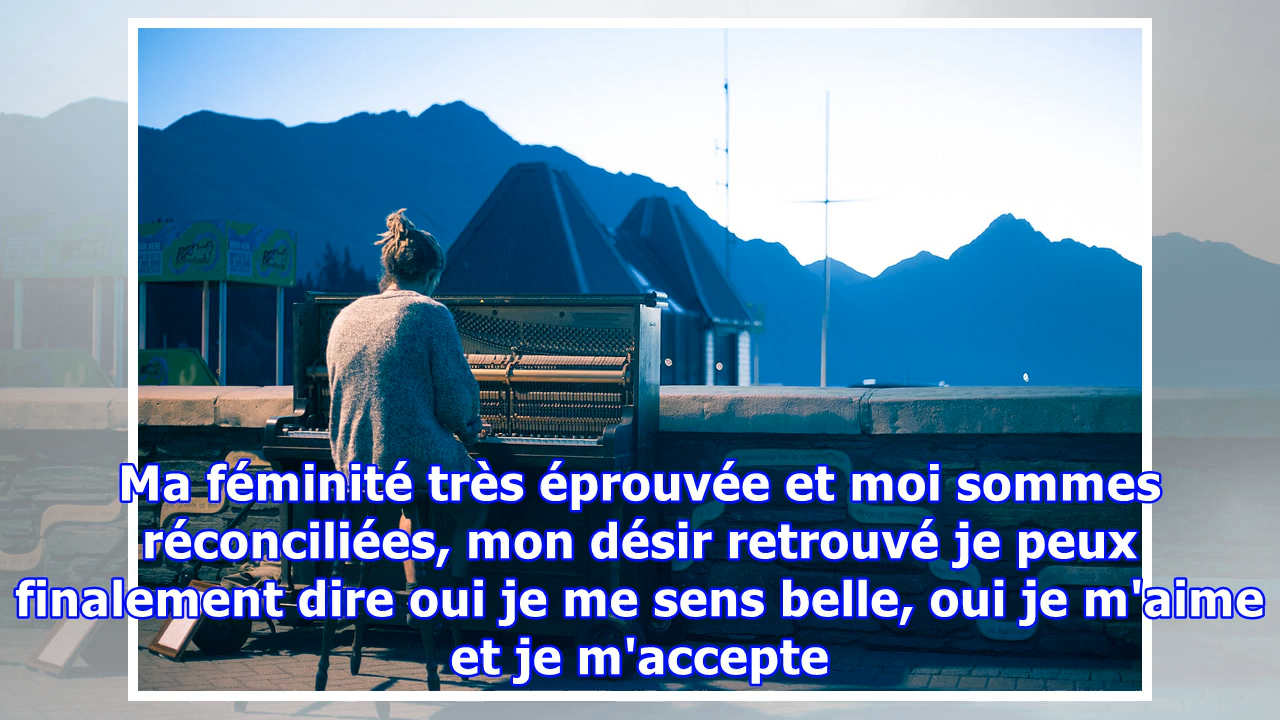 Ma féminité très éprouvée et moi sommes
réconciliées, mon désir retrouvé je peux
finalement dire oui je me sens belle, oui je m'aime
et je m'accepte